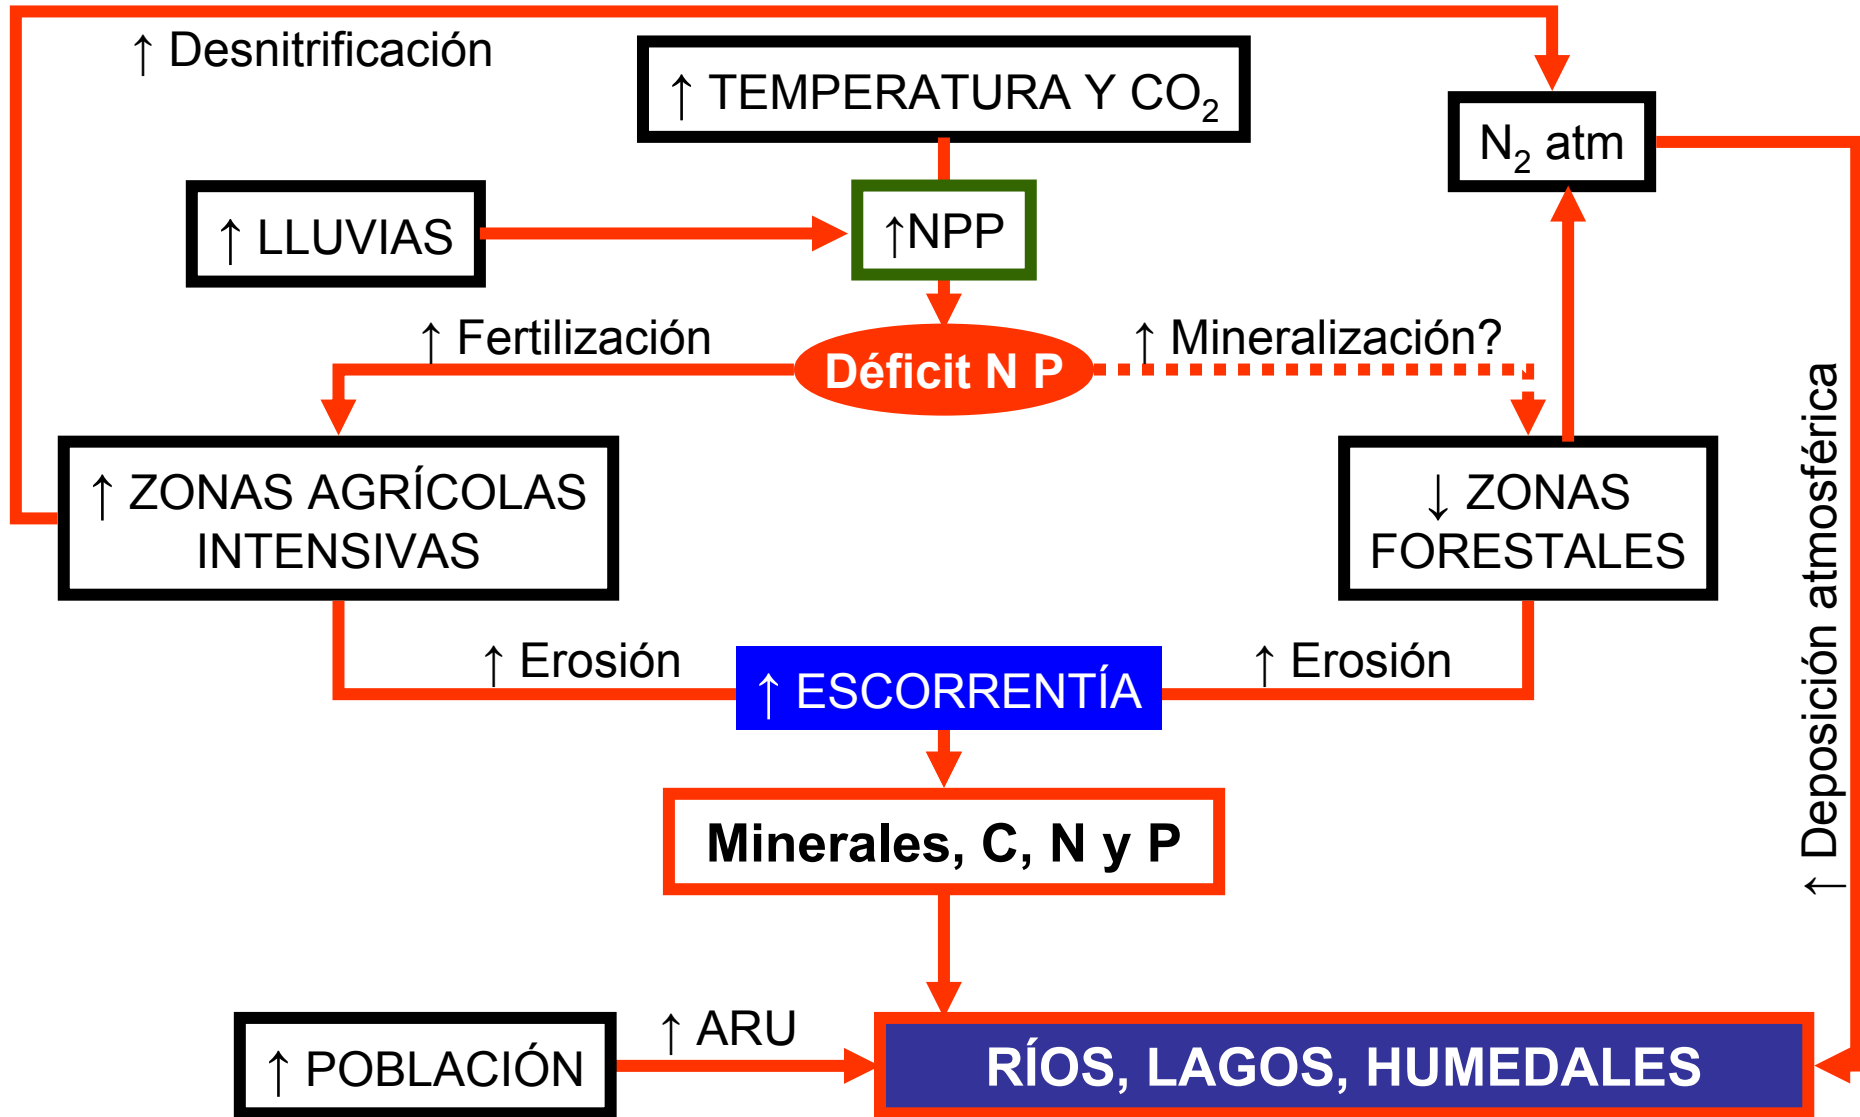 ↑ Desnitrificación
↑ TEMPERATURA Y CO₂
N₂ atm
↑ LLUVIAS
↑NPP
↑ Fertilización
Déficit N P
↑ Mineralización?
↑ ZONAS AGRÍCOLAS
INTENSIVAS
↓ ZONAS
FORESTALES
↑ Deposición atmosférica
↑ Erosión
↑ ESCORRENTÍA
↑ Erosión
Minerales, C, N y P
↑ POBLACIÓN
↑ ARU
RÍOS, LAGOS, HUMEDALES